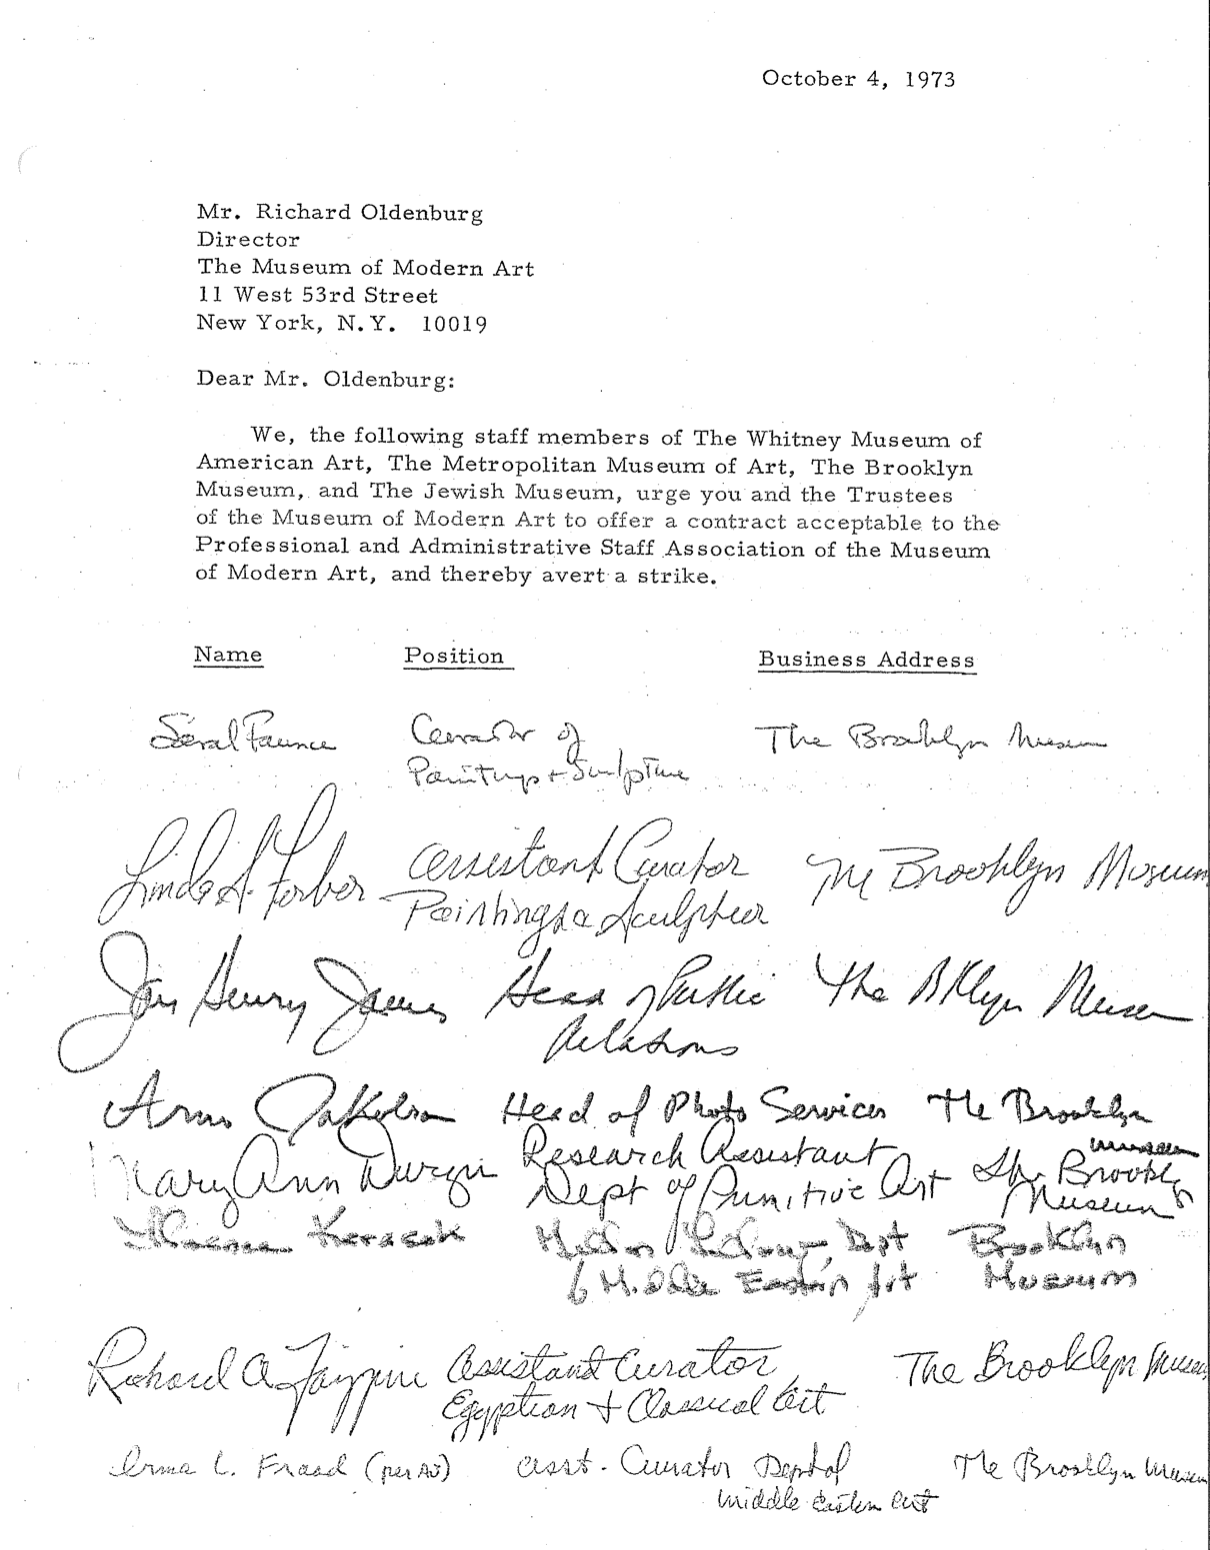 October 4, 1973
Mr. Richard Oldenburg
Director
The Museum of Modern Art
11 West 53rd Street
New York, N.Y. 10019
Dear Mr. Oldenburg:
We, the following staff members of The Whitney Museum of
American Art, The Metropolitan Museum of Art, The Brooklyn
Museum, and The Jewish Museum, urge you and the Trustees
of the Museum of Modern Art to offer a contract acceptable to the
Professional and Administrative Staff Association of the Museum
of Modern Art, and thereby avert a strike.
Name Position Business Address
Sarah Faunce Curator of The Brooklyn Museum
Paintings + Sculpture
Linda S. Ferber Assistant Curator The Brooklyn Museum
Paintings & Sculpture
Henry James Head of Public The Bklyn Museum
Relations
Arno Jakobson Head of Photo Services The Brooklyn
Museum
Mary Ann Durgin Research Assistant The Brooklyn
Dept of Primitive Art Museum
Dept Brooklyn
of Middle Eastern Art Museum
Richard A. Fazzini Assistant Curator The Brooklyn Museum
Egyptian + Classical Art
Irma L. Fraad (per) Asst. Curator Dept of The Brooklyn Museum
Middle Eastern Art